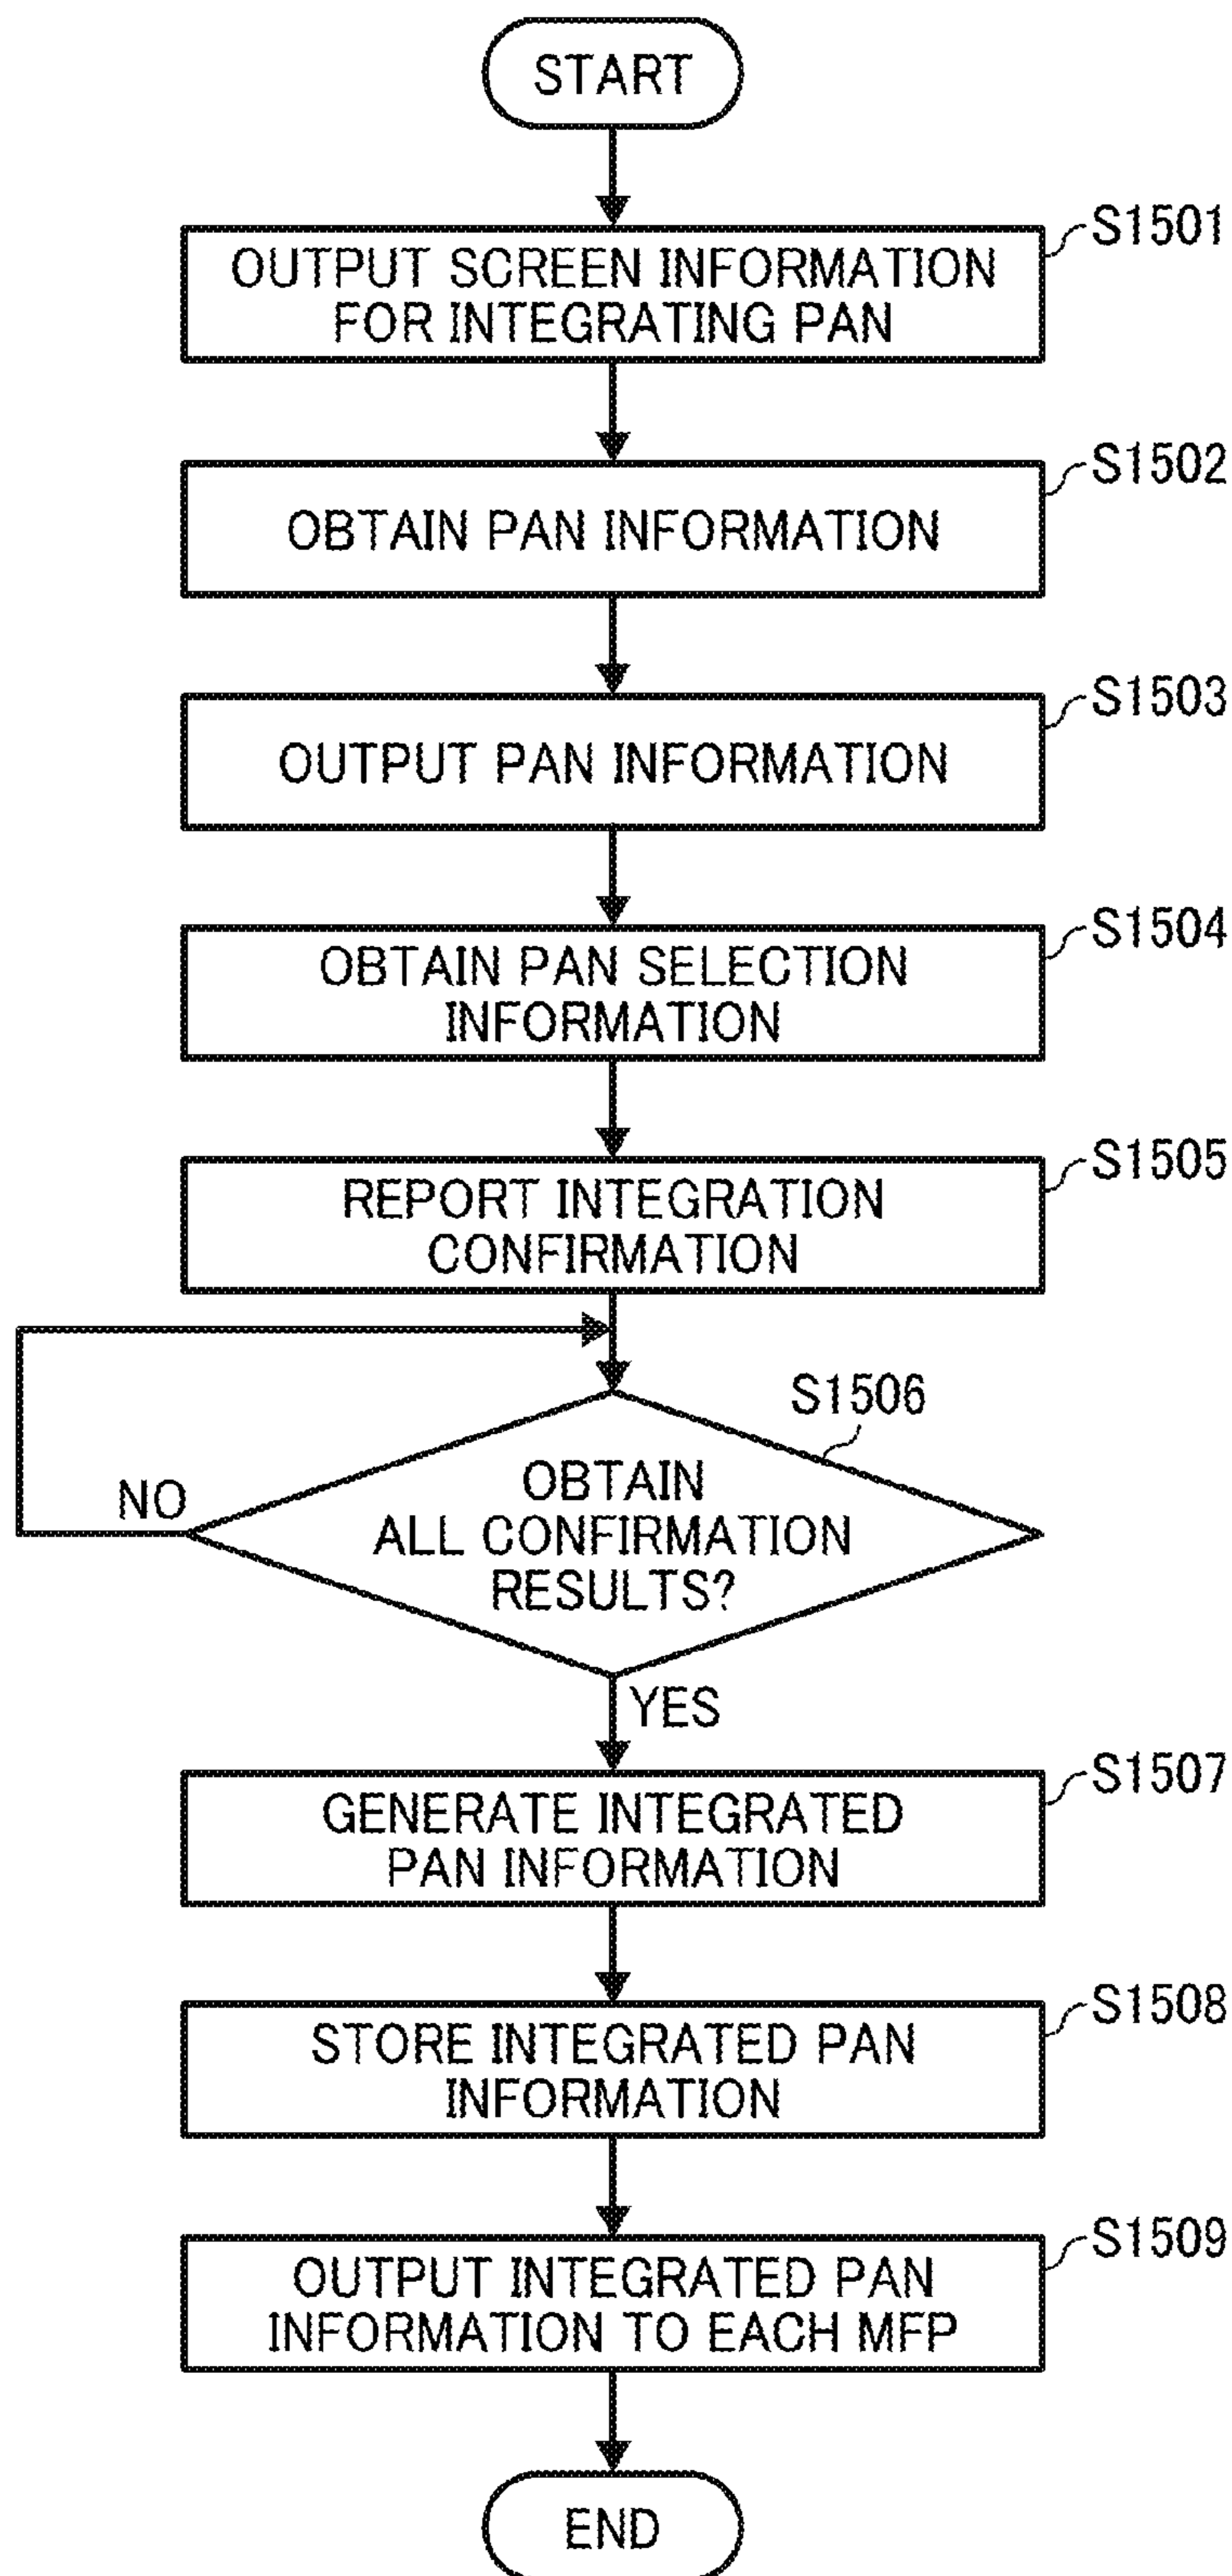 START
S1501
OUTPUT SCREEN INFORMATION
FOR INTEGRATING PAN
S1502
OBTAIN PAN INFORMATION
S1503
OUTPUT PAN INFORMATION
S1504
OBTAIN PAN SELECTION
INFORMATION
S1505
REPORT INTEGRATION
CONFIRMATION
S1506
OBTAIN
ALL CONFIRMATION
RESULTS?
NO
YES
S1507
GENERATE INTEGRATED
PAN INFORMATION
S1508
STORE INTEGRATED PAN
INFORMATION
S1509
OUTPUT INTEGRATED PAN
INFORMATION TO EACH MFP
END